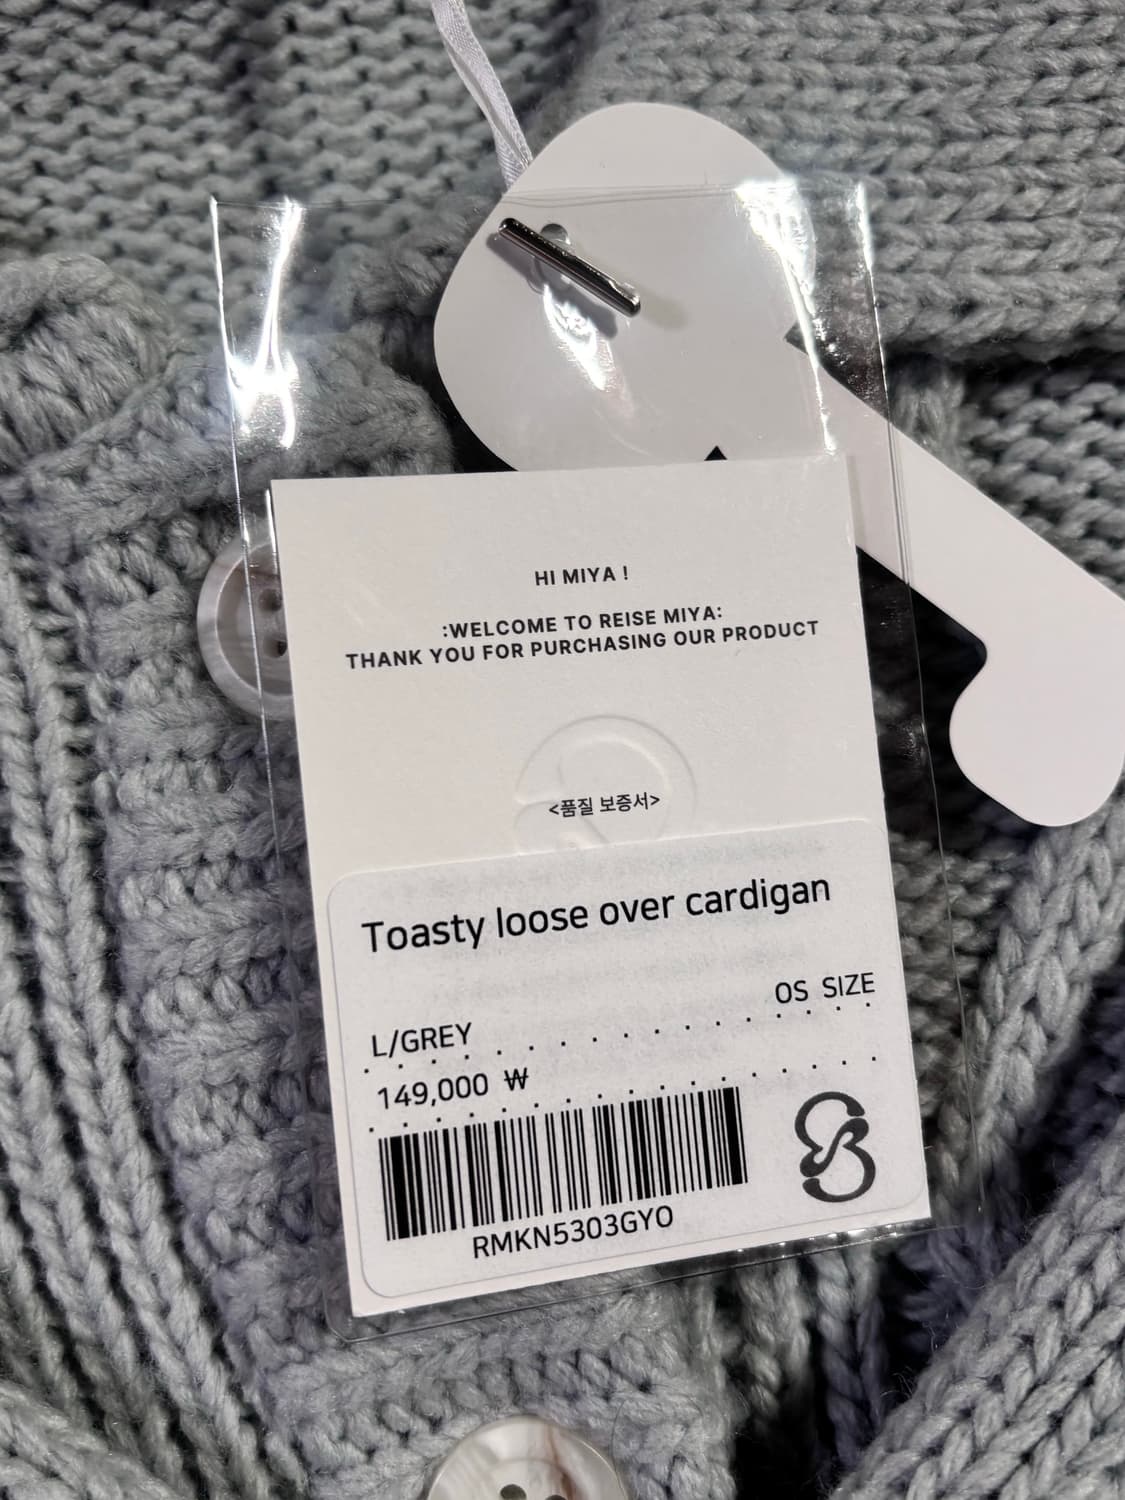 HI MIYA !
:WELCOME TO REISE MIYA:
THANK YOU FOR PURCHASING OUR PRODUCT
<품질 보증서>
Toasty loose over cardigan
OS SIZE
L/GREY
149,000 ₩
RMKN5303GYO